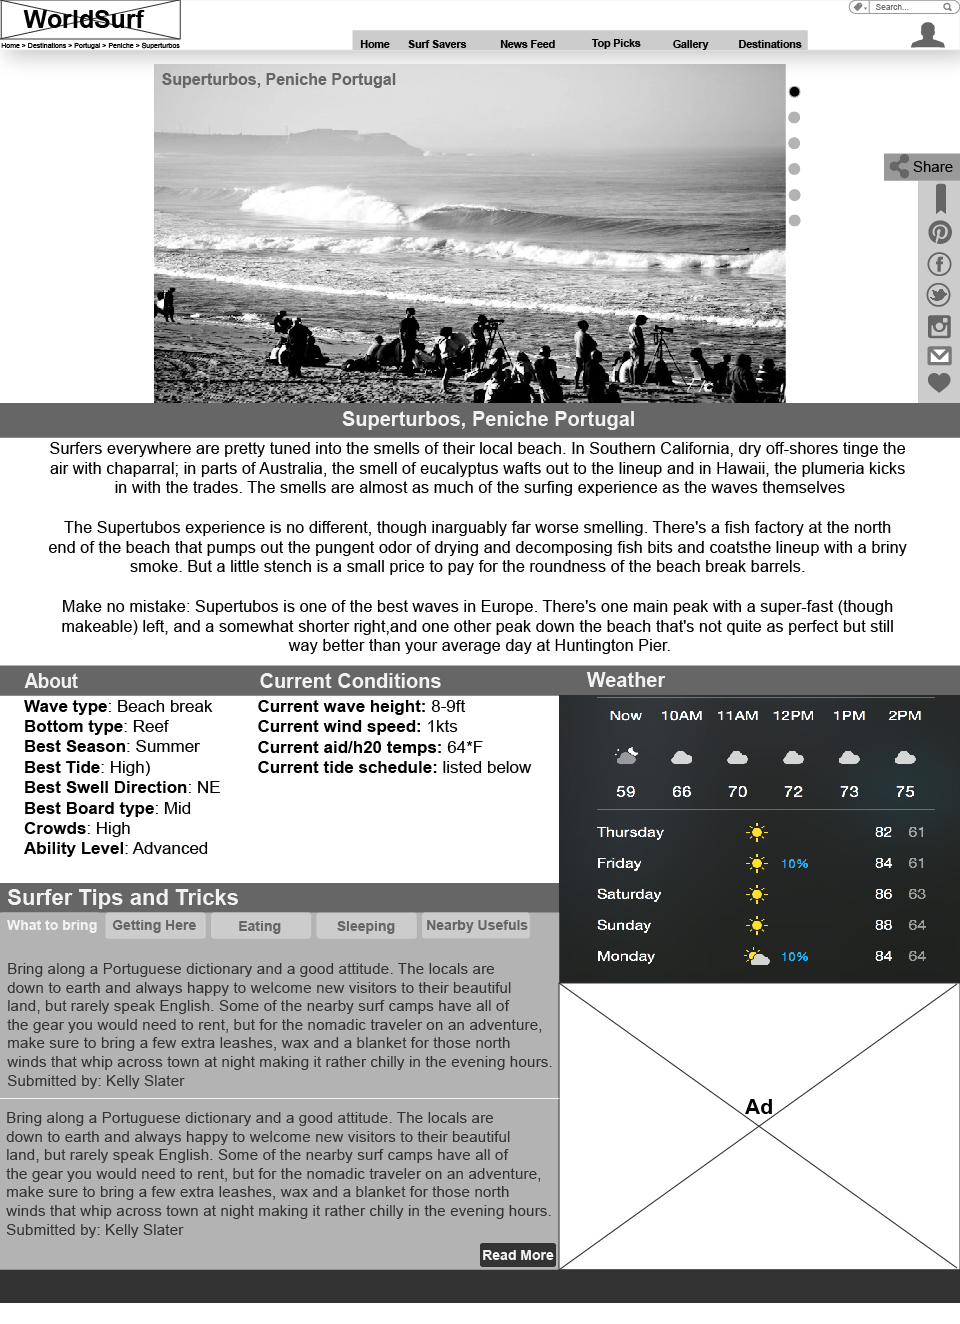 WorldSurf
Search...
Home > Destinations > Portugal > Peniche > Superturbos
Home Surf Savers News Feed Top Picks Gallery Destinations
Superturbos, Peniche Portugal
Share
Superturbos, Peniche Portugal
Surfers everywhere are pretty tuned into the smells of their local beach. In Southern California, dry off-shores tinge the
air with chaparral; in parts of Australia, the smell of eucalyptus wafts out to the lineup and in Hawaii, the plumeria kicks
in with the trades. The smells are almost as much of the surfing experience as the waves themselves
The Supertubos experience is no different, though inarguably far worse smelling. There's a fish factory at the north
end of the beach that pumps out the pungent odor of drying and decomposing fish bits and coatsthe lineup with a briny
smoke. But a little stench is a small price to pay for the roundness of the beach break barrels.
Make no mistake: Supertubos is one of the best waves in Europe. There's one main peak with a super-fast (though
makeable) left, and a somewhat shorter right,and one other peak down the beach that's not quite as perfect but still
way better than your average day at Huntington Pier.
About
Wave type: Beach break
Bottom type: Reef
Best Season: Summer
Best Tide: High)
Best Swell Direction: NE
Best Board type: Mid
Crowds: High
Ability Level: Advanced
Current Conditions
Current wave height: 8-9ft
Current wind speed: 1kts
Current aid/h20 temps: 64*F
Current tide schedule: listed below
Weather
Now 10AM 11AM 12PM 1PM 2PM
59 66 70 72 73 75
Thursday 82 61
Friday 10% 84 61
Saturday 86 63
Sunday 88 64
Monday 10% 84 64
Surfer Tips and Tricks
What to bring Getting Here Eating Sleeping Nearby Usefuls
Bring along a Portuguese dictionary and a good attitude. The locals are
down to earth and always happy to welcome new visitors to their beautiful
land, but rarely speak English. Some of the nearby surf camps have all of
the gear you would need to rent, but for the nomadic traveler on an adventure,
make sure to bring a few extra leashes, wax and a blanket for those north
winds that whip across town at night making it rather chilly in the evening hours.
Submitted by: Kelly Slater
Bring along a Portuguese dictionary and a good attitude. The locals are
down to earth and always happy to welcome new visitors to their beautiful
land, but rarely speak English. Some of the nearby surf camps have all of
the gear you would need to rent, but for the nomadic traveler on an adventure,
make sure to bring a few extra leashes, wax and a blanket for those north
winds that whip across town at night making it rather chilly in the evening hours.
Submitted by: Kelly Slater
Read More
Ad